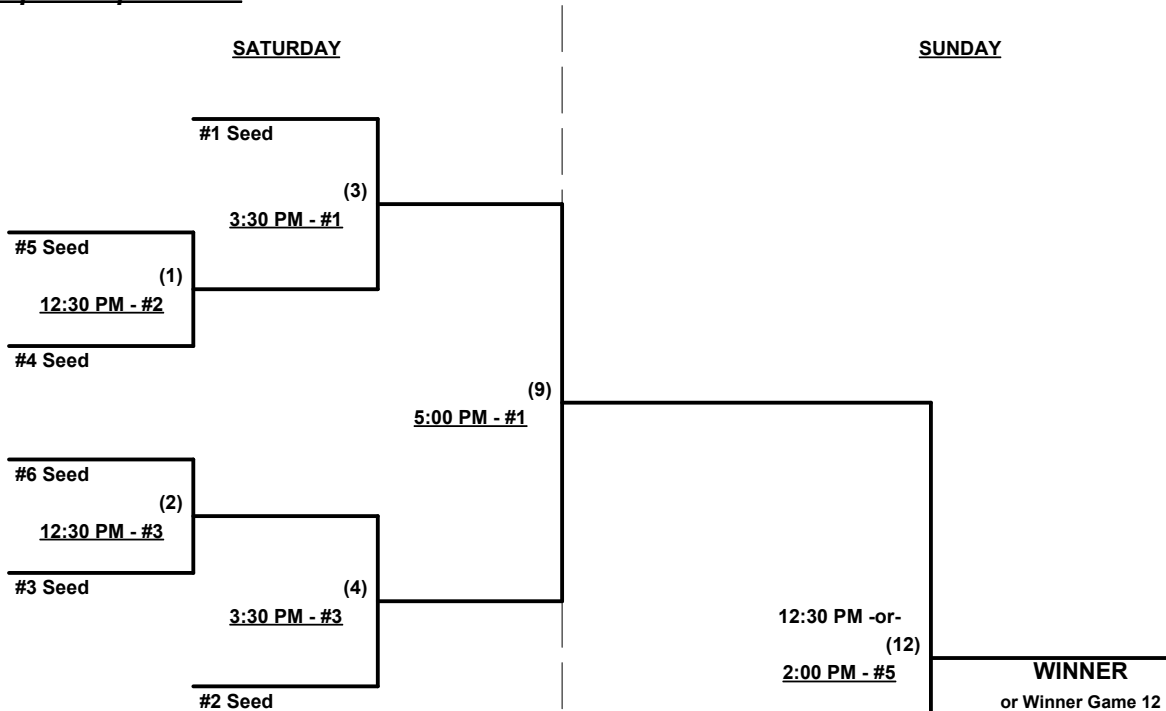 SATURDAY
SUNDAY
#1 Seed
(3)
3:30 PM - #1
#5 Seed
(1)
12:30 PM - #2
#4 Seed
(9)
5:00 PM - #1
#6 Seed
(2)
12:30 PM - #3
#3 Seed
(4)
3:30 PM - #3
#2 Seed
12:30 PM -or-
(12)
2:00 PM - #5
WINNER
or Winner Game 12